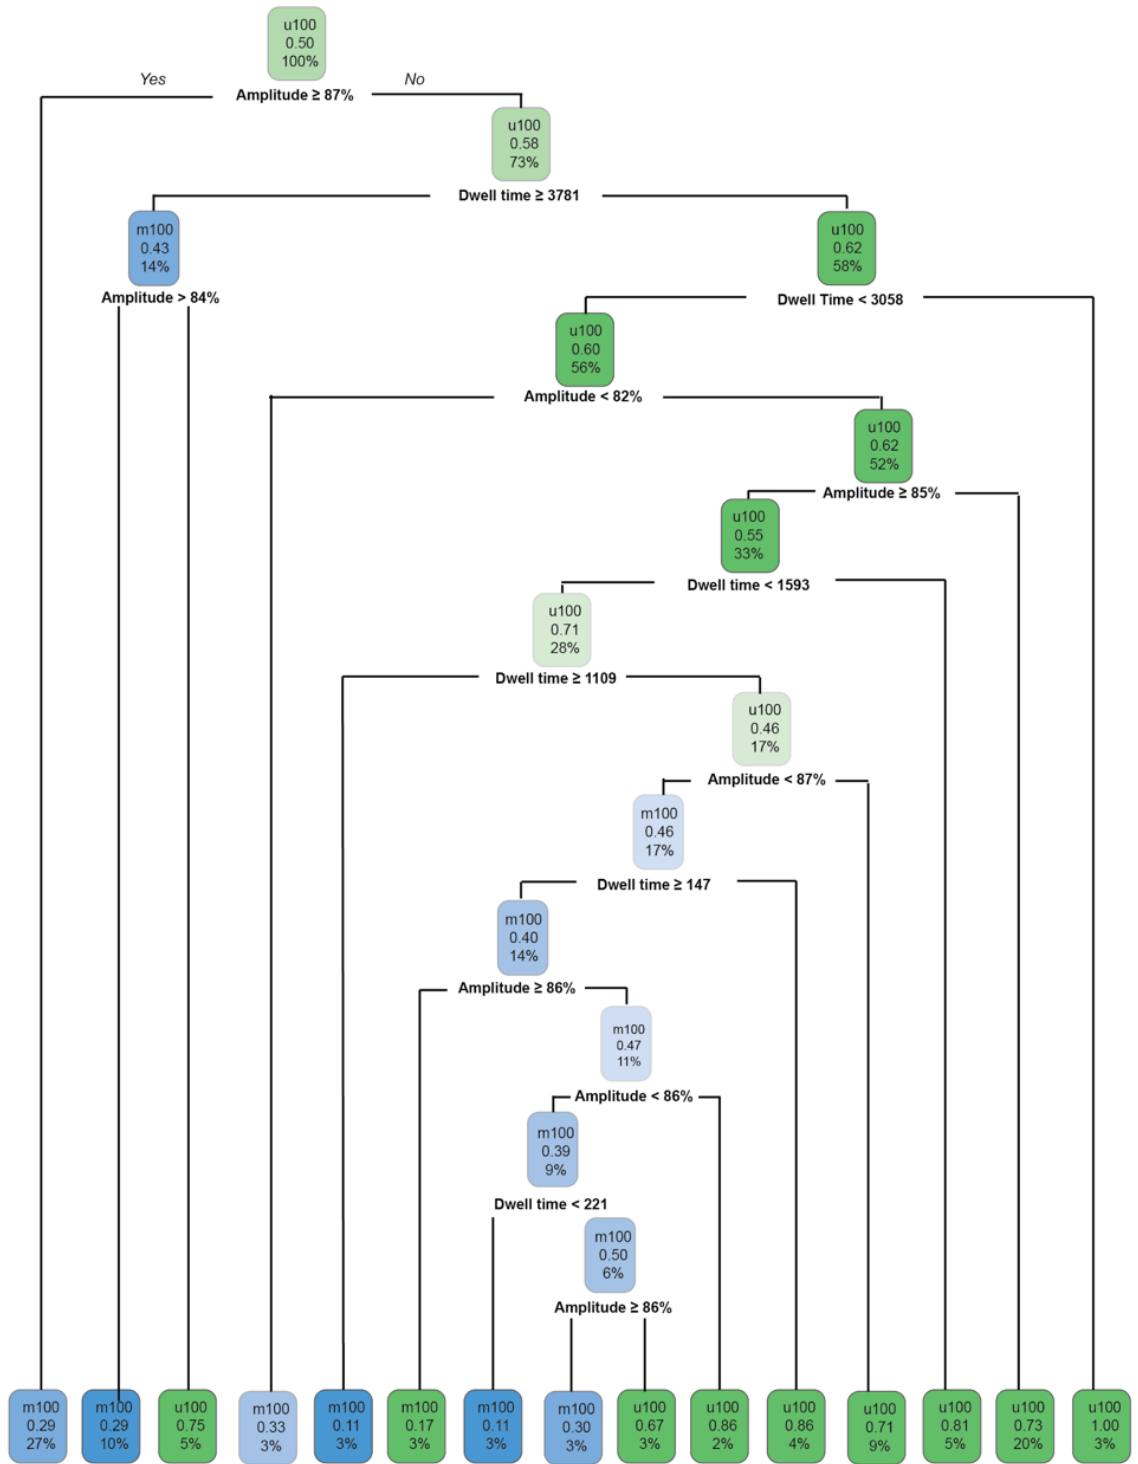 u100
0.50
100%
Yes
No
Amplitude ≥ 87%
u100
0.58
73%
Dwell time ≥ 3781
m100
0.43
14%
u100
0.62
58%
Amplitude > 84%
Dwell Time < 3058
u100
0.60
56%
Amplitude < 82%
u100
0.62
52%
Amplitude ≥ 85%
u100
0.55
33%
Dwell time < 1593
u100
0.71
28%
Dwell time ≥ 1109
u100
0.46
17%
Amplitude < 87%
m100
0.46
17%
Dwell time ≥ 147
m100
0.40
14%
Amplitude ≥ 86%
m100
0.47
11%
Amplitude < 86%
m100
0.39
9%
Dwell time < 221
m100
0.50
6%
Amplitude ≥ 86%
m100
0.29
27%
m100
0.29
10%
u100
0.75
5%
m100
0.33
3%
m100
0.11
3%
m100
0.17
3%
m100
0.11
3%
m100
0.30
3%
u100
0.67
3%
u100
0.86
2%
u100
0.86
4%
u100
0.71
9%
u100
0.81
5%
u100
0.73
20%
u100
1.00
3%